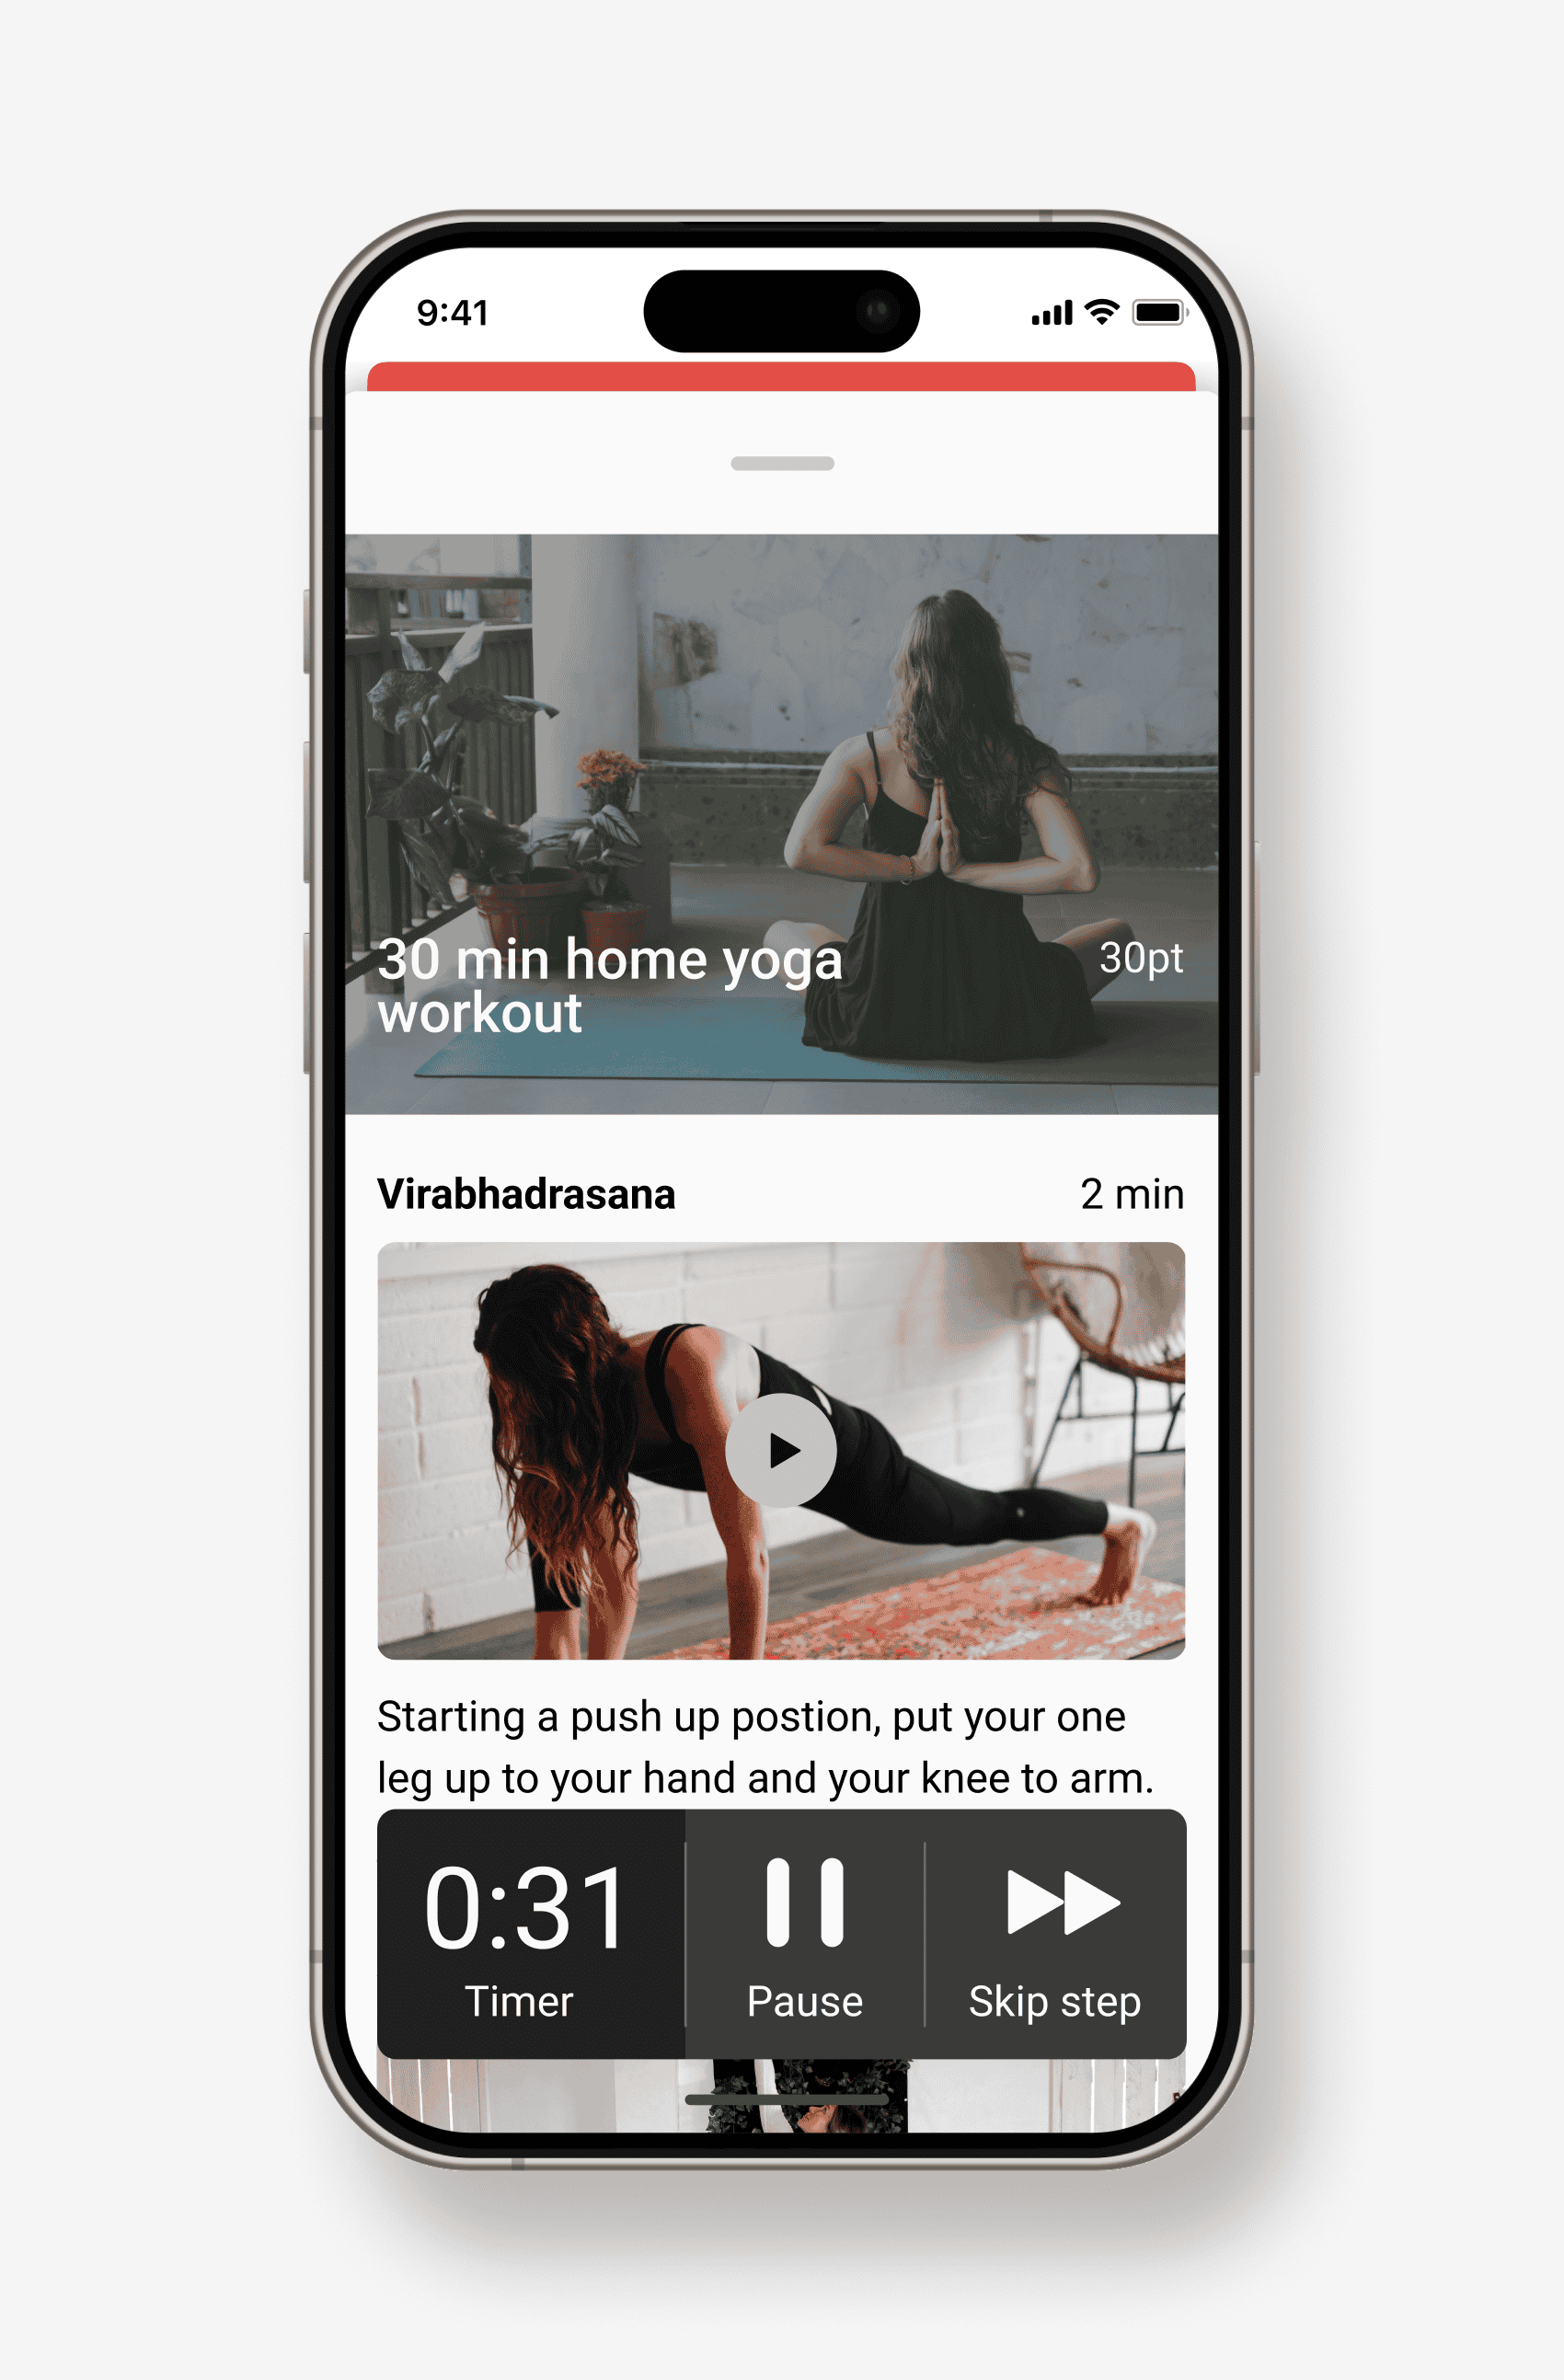 9:41
30 min home yoga
workout
30pt
Virabhadrasana
2 min
Starting a push up postion, put your one
leg up to your hand and your knee to arm.
0:31
Timer
Pause
Skip step